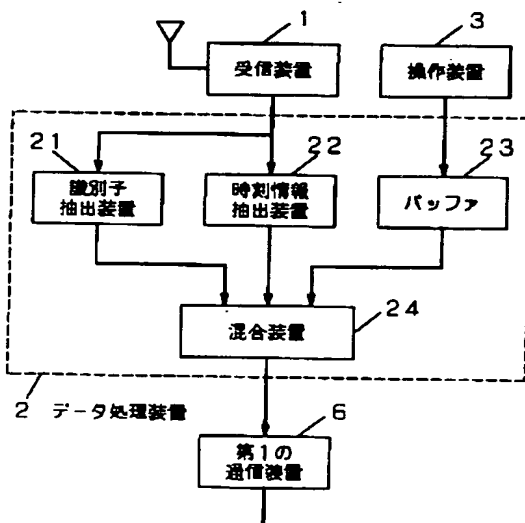 1
3
受信装置
操作装置
21
22
23
識別子
抽出装置
時刻情報
抽出装置
バッファ
24
混合装置
2 データ処理装置
6
第1の
通信装置